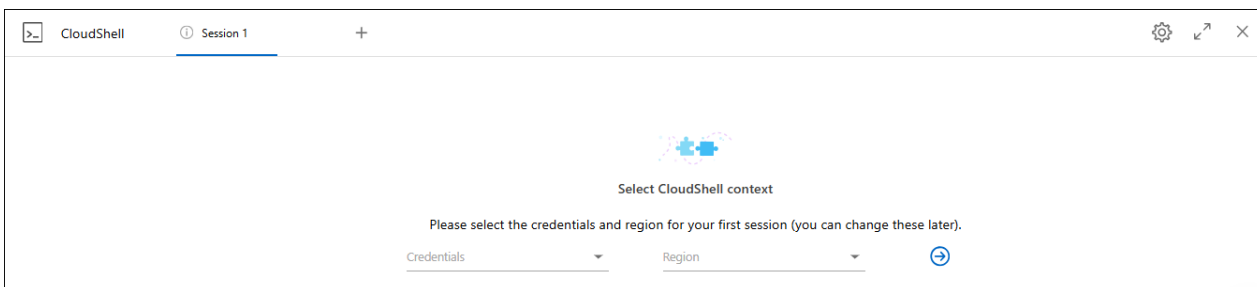 CloudShell Session 1
Select CloudShell context
Please select the credentials and region for your first session (you can change these later).
Credentials Region